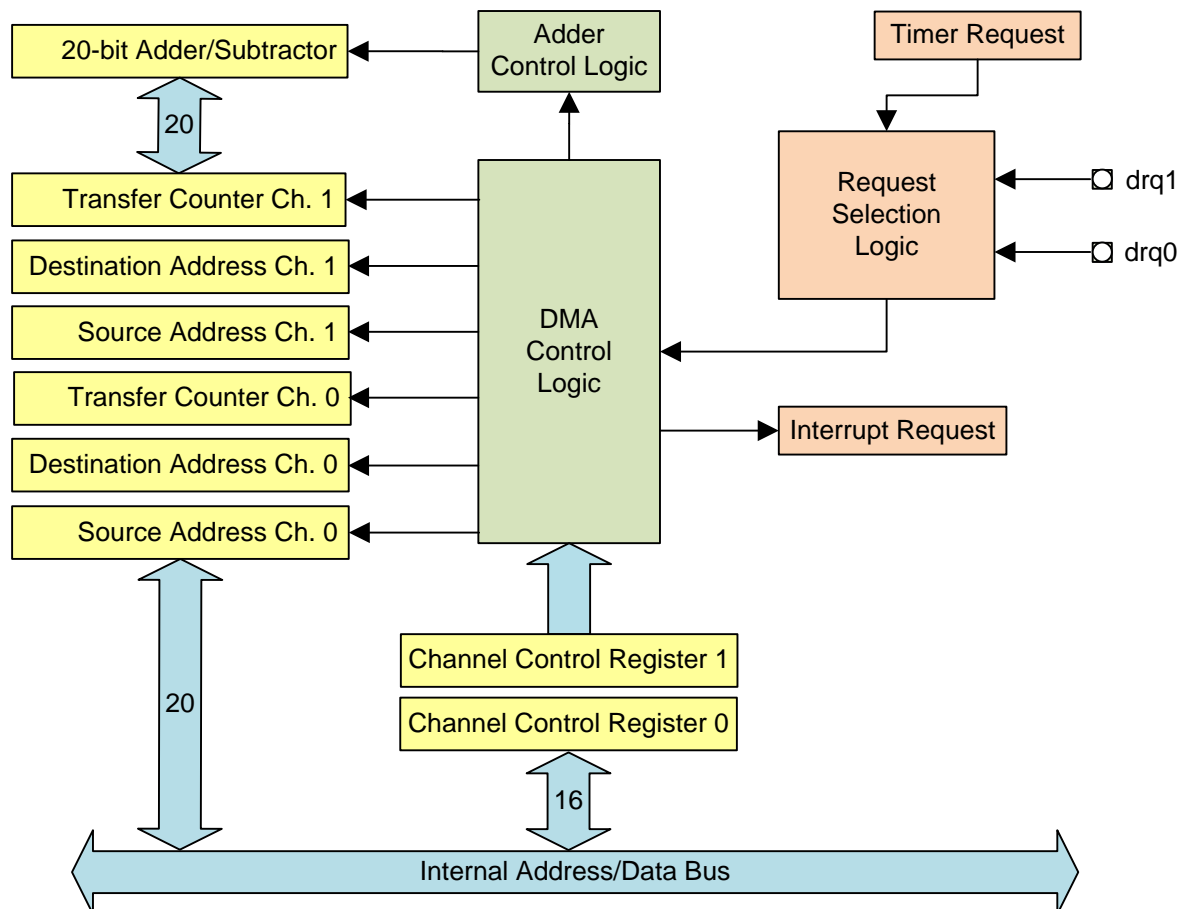 20-bit Adder/Subtractor
Adder
Control Logic
Timer Request
20
Transfer Counter Ch. 1
Destination Address Ch. 1
Source Address Ch. 1
Transfer Counter Ch. 0
Destination Address Ch. 0
Source Address Ch. 0
DMA
Control
Logic
Request
Selection
Logic
drq1
drq0
Interrupt Request
Channel Control Register 1
Channel Control Register 0
20
16
Internal Address/Data Bus